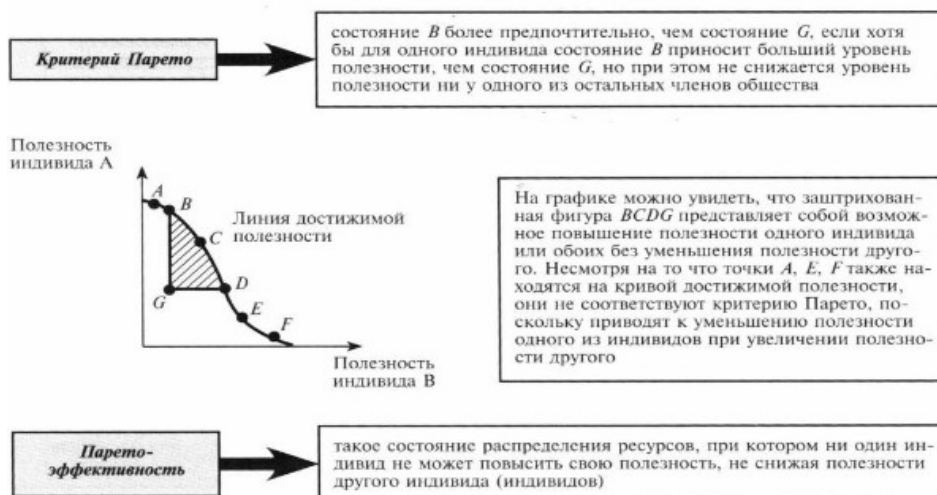 Критерий Парето
состояние B более предпочтительно, чем состояние G, если хотя
бы для одного индивида состояние B приносит больший уровень
полезности, чем состояние G, но при этом не снижается уровень
полезности ни у одного из остальных членов общества
Полезность
индивида A
A
B
Линия достижимой
полезности
C
G
D
E
F
Полезность
индивида B
На графике можно увидеть, что заштрихован-
ная фигура BCDG представляет собой возмож-
ное повышение полезности одного индивида
или обоих без уменьшения полезности друго-
го. Несмотря на то что точки A, E, F также на-
ходятся на кривой достижимой полезности,
они не соответствуют критерию Парето, по-
скольку приводят к уменьшению полезности
одного из индивидов при увеличении полезно-
сти другого
Парето-
эффективность
такое состояние распределения ресурсов, при котором ни один ин-
дивид не может повысить свою полезность, не снижая полезности
другого индивида (индивидов)